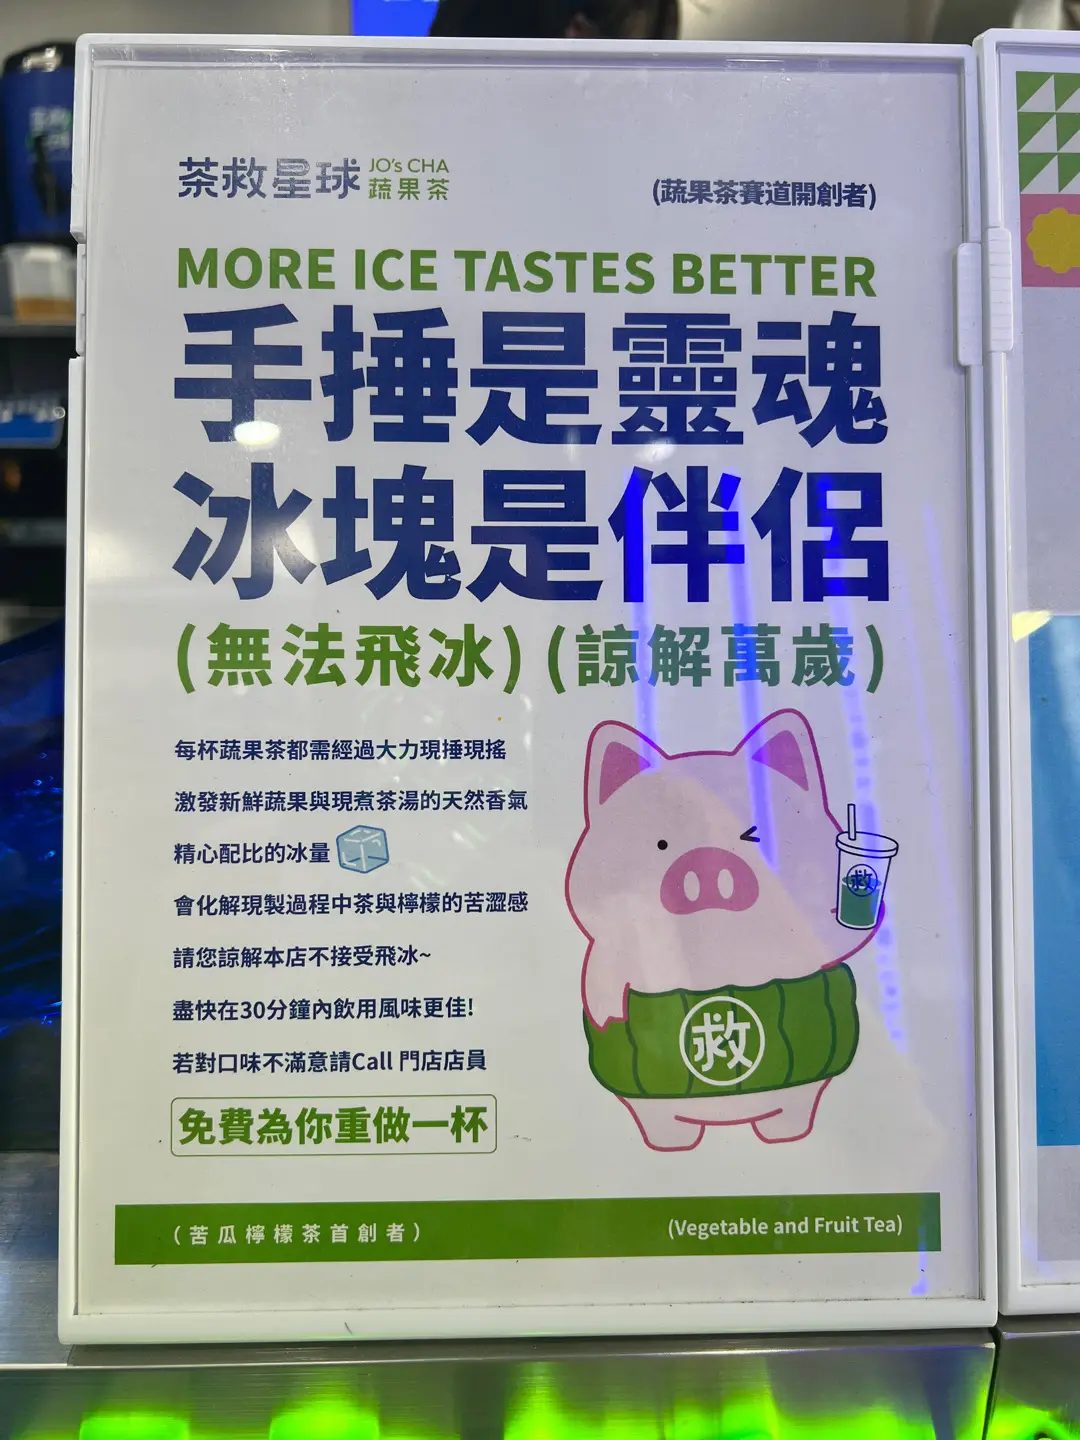 茶救星球 JO's CHA
蔬果茶
(蔬果茶賽道開創者)
MORE ICE TASTES BETTER
手捶是靈魂
冰塊是伴侶
(無法飛冰) (諒解萬歲)
每杯蔬果茶都需經過大力現捶現搖
激發新鮮蔬果與現煮茶湯的天然香氣
精心配比的冰量
會化解現製過程中茶與檸檬的苦澀感
請您諒解本店不接受飛冰~
盡快在30分鐘內飲用風味更佳!
若對口味不滿意請Call 門店店員
免費為你重做一杯
救
救
(苦瓜檸檬茶首創者)
(Vegetable and Fruit Tea)